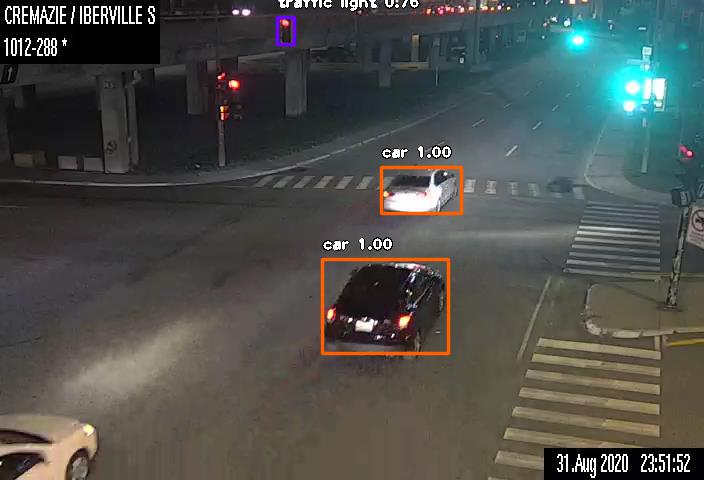 CREMAZIE / IBERVILLE S
1012-288 *
traffic light 0.76
car 1.00
car 1.00
31.Aug 2020 23:51:52